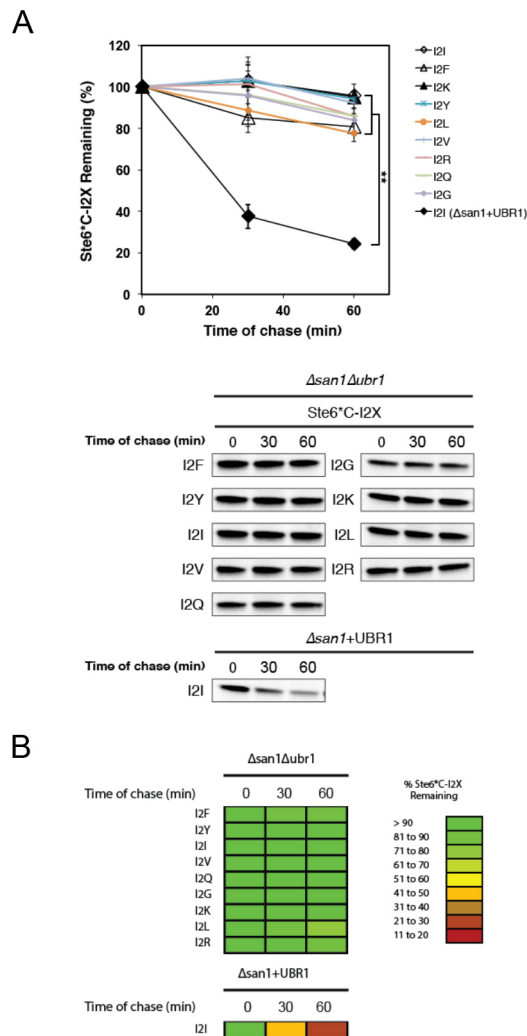 A
Ste6*C-I2X Remaining (%)
120
100
80
60
40
20
0
0 20 40 60
Time of chase (min)
**
I2I
I2F
I2K
I2Y
I2L
I2V
I2R
I2Q
I2G
I2I (Δsan1+UBR1)
Δsan1Δubr1
Ste6*C-I2X
Time of chase (min) 0 30 60 0 30 60
I2F I2G
I2Y I2K
I2I I2L
I2V I2R
I2Q
Δsan1+UBR1
Time of chase (min) 0 30 60
I2I
B
Δsan1Δubr1
Time of chase (min) 0 30 60
I2F
I2Y
I2I
I2V
I2Q
I2G
I2K
I2L
I2R
% Ste6*C-I2X
Remaining
> 90
81 to 90
71 to 80
61 to 70
51 to 60
41 to 50
31 to 40
21 to 30
11 to 20
Δsan1+UBR1
Time of chase (min) 0 30 60
I2I